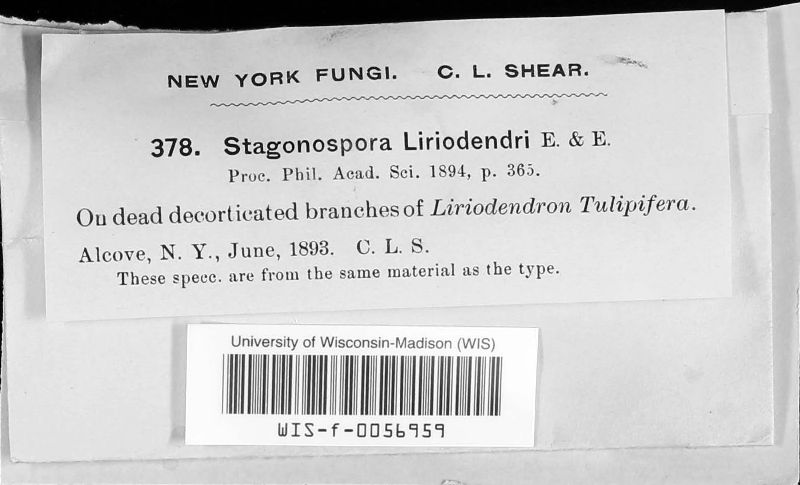 NEW YORK FUNGI. C. L. SHEAR.
378. Stagonospora Liriodendri E. & E.
Proc. Phil. Acad. Sci. 1894, p. 365.
On dead decorticated branches of Liriodendron Tulipifera.
Alcove, N. Y., June, 1893. C. L. S.
These specc. are from the same material as the type.
University of Wisconsin-Madison (WIS)
WIS-f-0056959